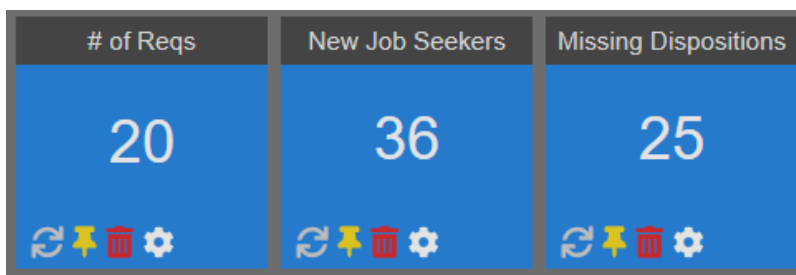 # of Reqs
New Job Seekers
Missing Dispositions
20
36
25